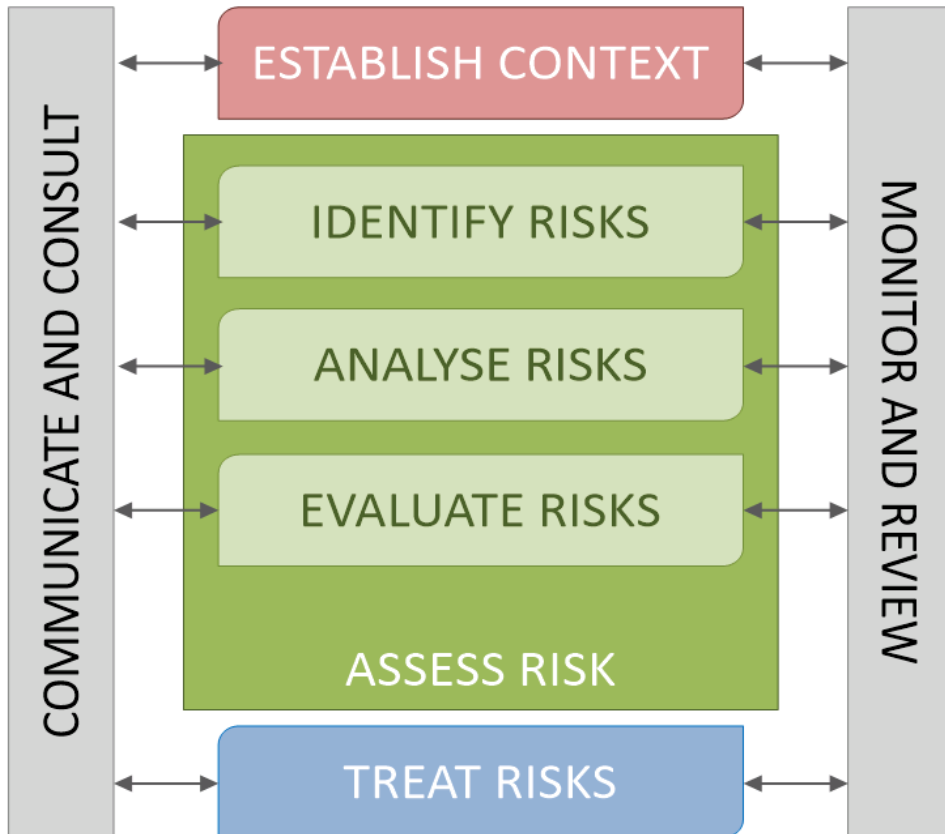 COMMUNICATE AND CONSULT
ESTABLISH CONTEXT
IDENTIFY RISKS
ANALYSE RISKS
EVALUATE RISKS
ASSESS RISK
TREAT RISKS
MONITOR AND REVIEW